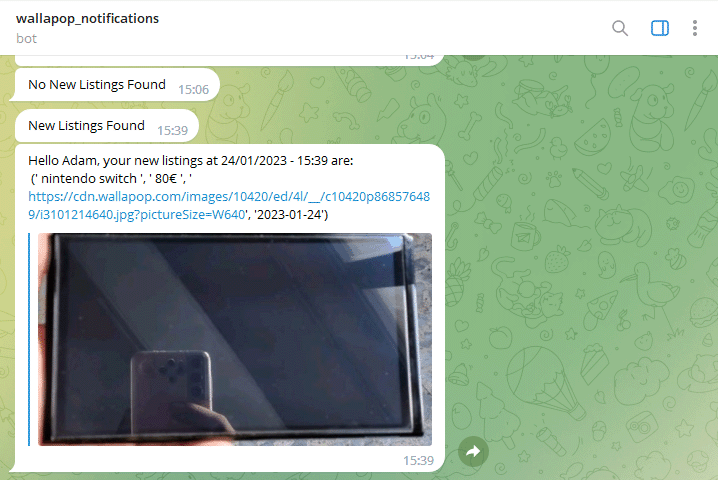 wallapop_notifications
bot
15:04
No New Listings Found 15:06
New Listings Found 15:39
Hello Adam, your new listings at 24/01/2023 - 15:39 are:
(' nintendo switch ', ' 80€ ', '
https://cdn.wallapop.com/images/10420/ed/4l/__/c10420p86857648
9/i3101214640.jpg?pictureSize=W640', '2023-01-24')
15:39